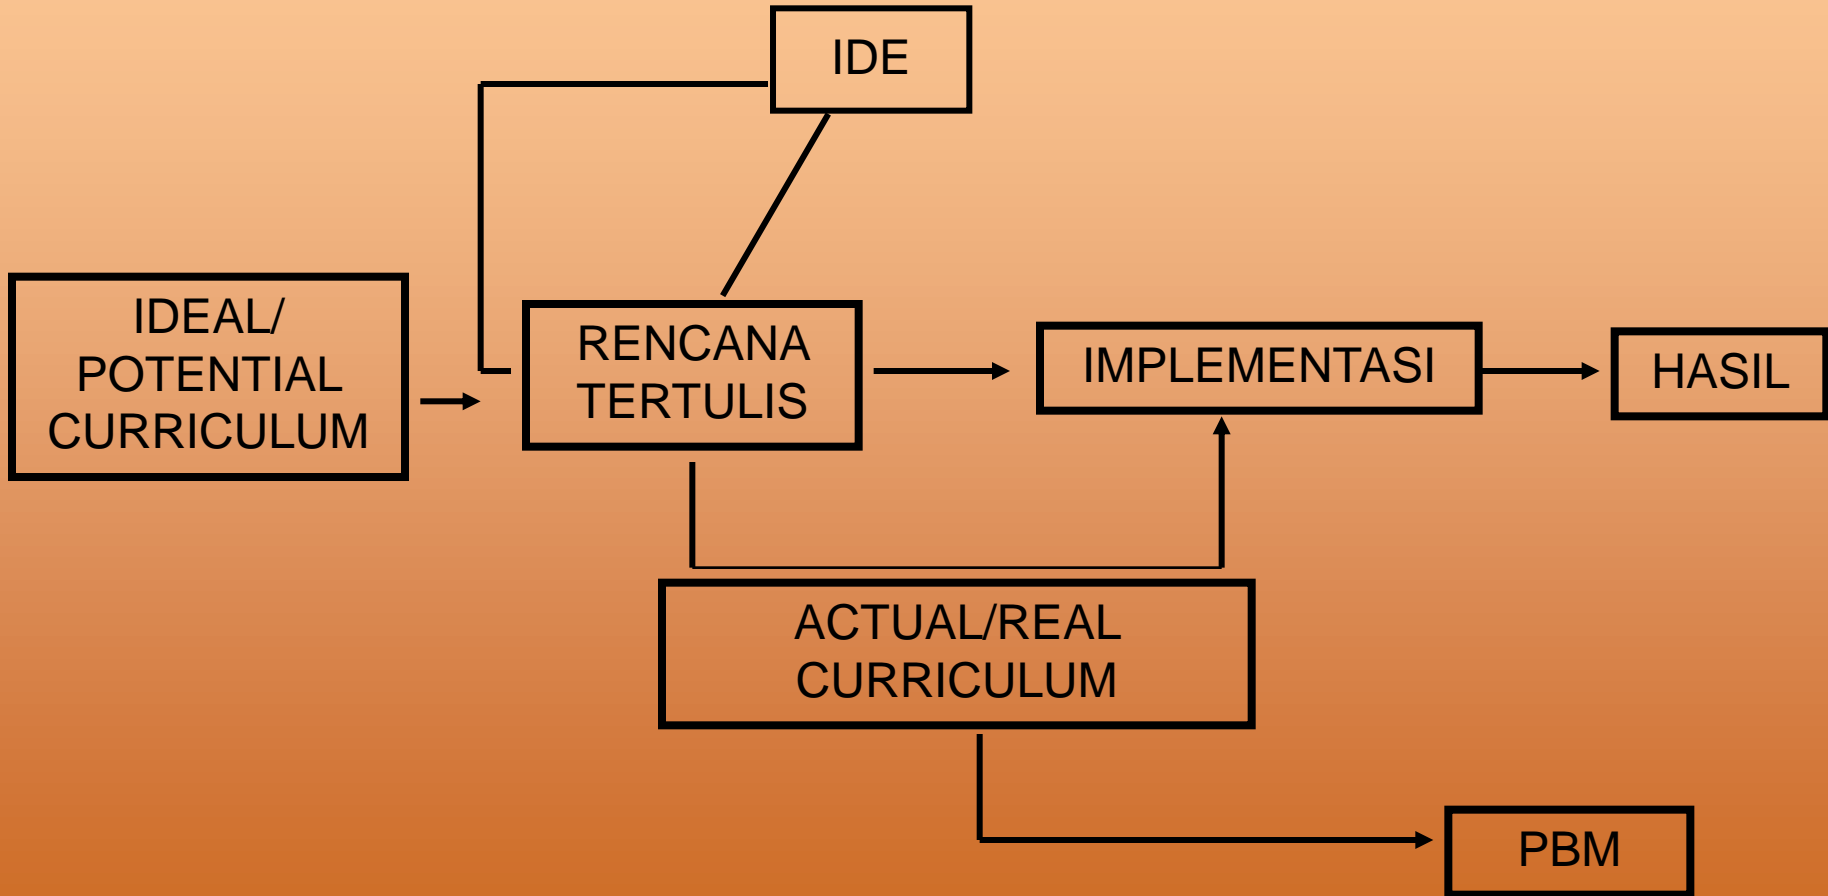 IDE
IDEAL/
POTENTIAL
CURRICULUM
RENCANA
TERTULIS
IMPLEMENTASI
HASIL
ACTUAL/REAL
CURRICULUM
PBM